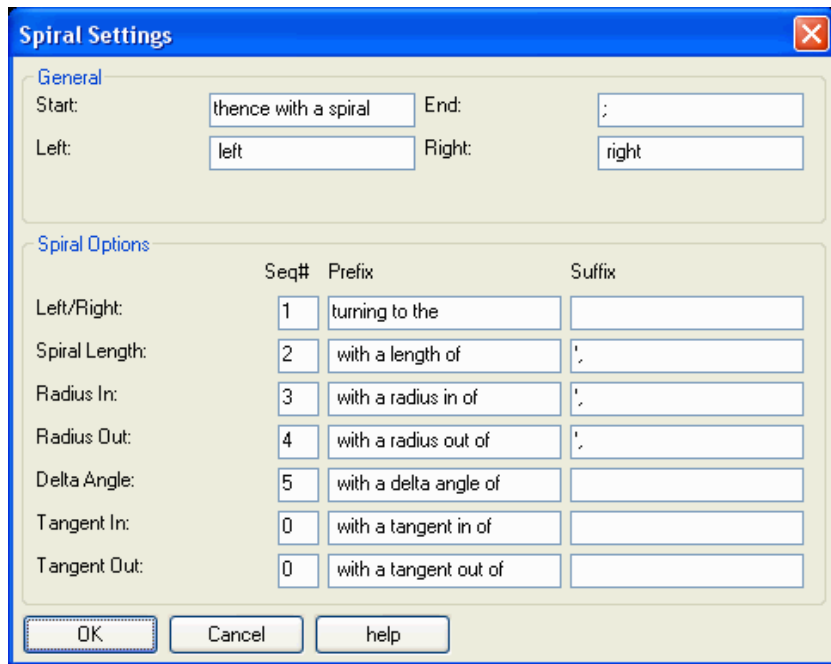 Spiral Settings
General
Start: thence with a spiral End: ;
Left: left Right: right
Spiral Options
Seq# Prefix Suffix
Left/Right: 1 turning to the
Spiral Length: 2 with a length of ',
Radius In: 3 with a radius in of ',
Radius Out: 4 with a radius out of ',
Delta Angle: 5 with a delta angle of
Tangent In: 0 with a tangent in of
Tangent Out: 0 with a tangent out of
OK Cancel help